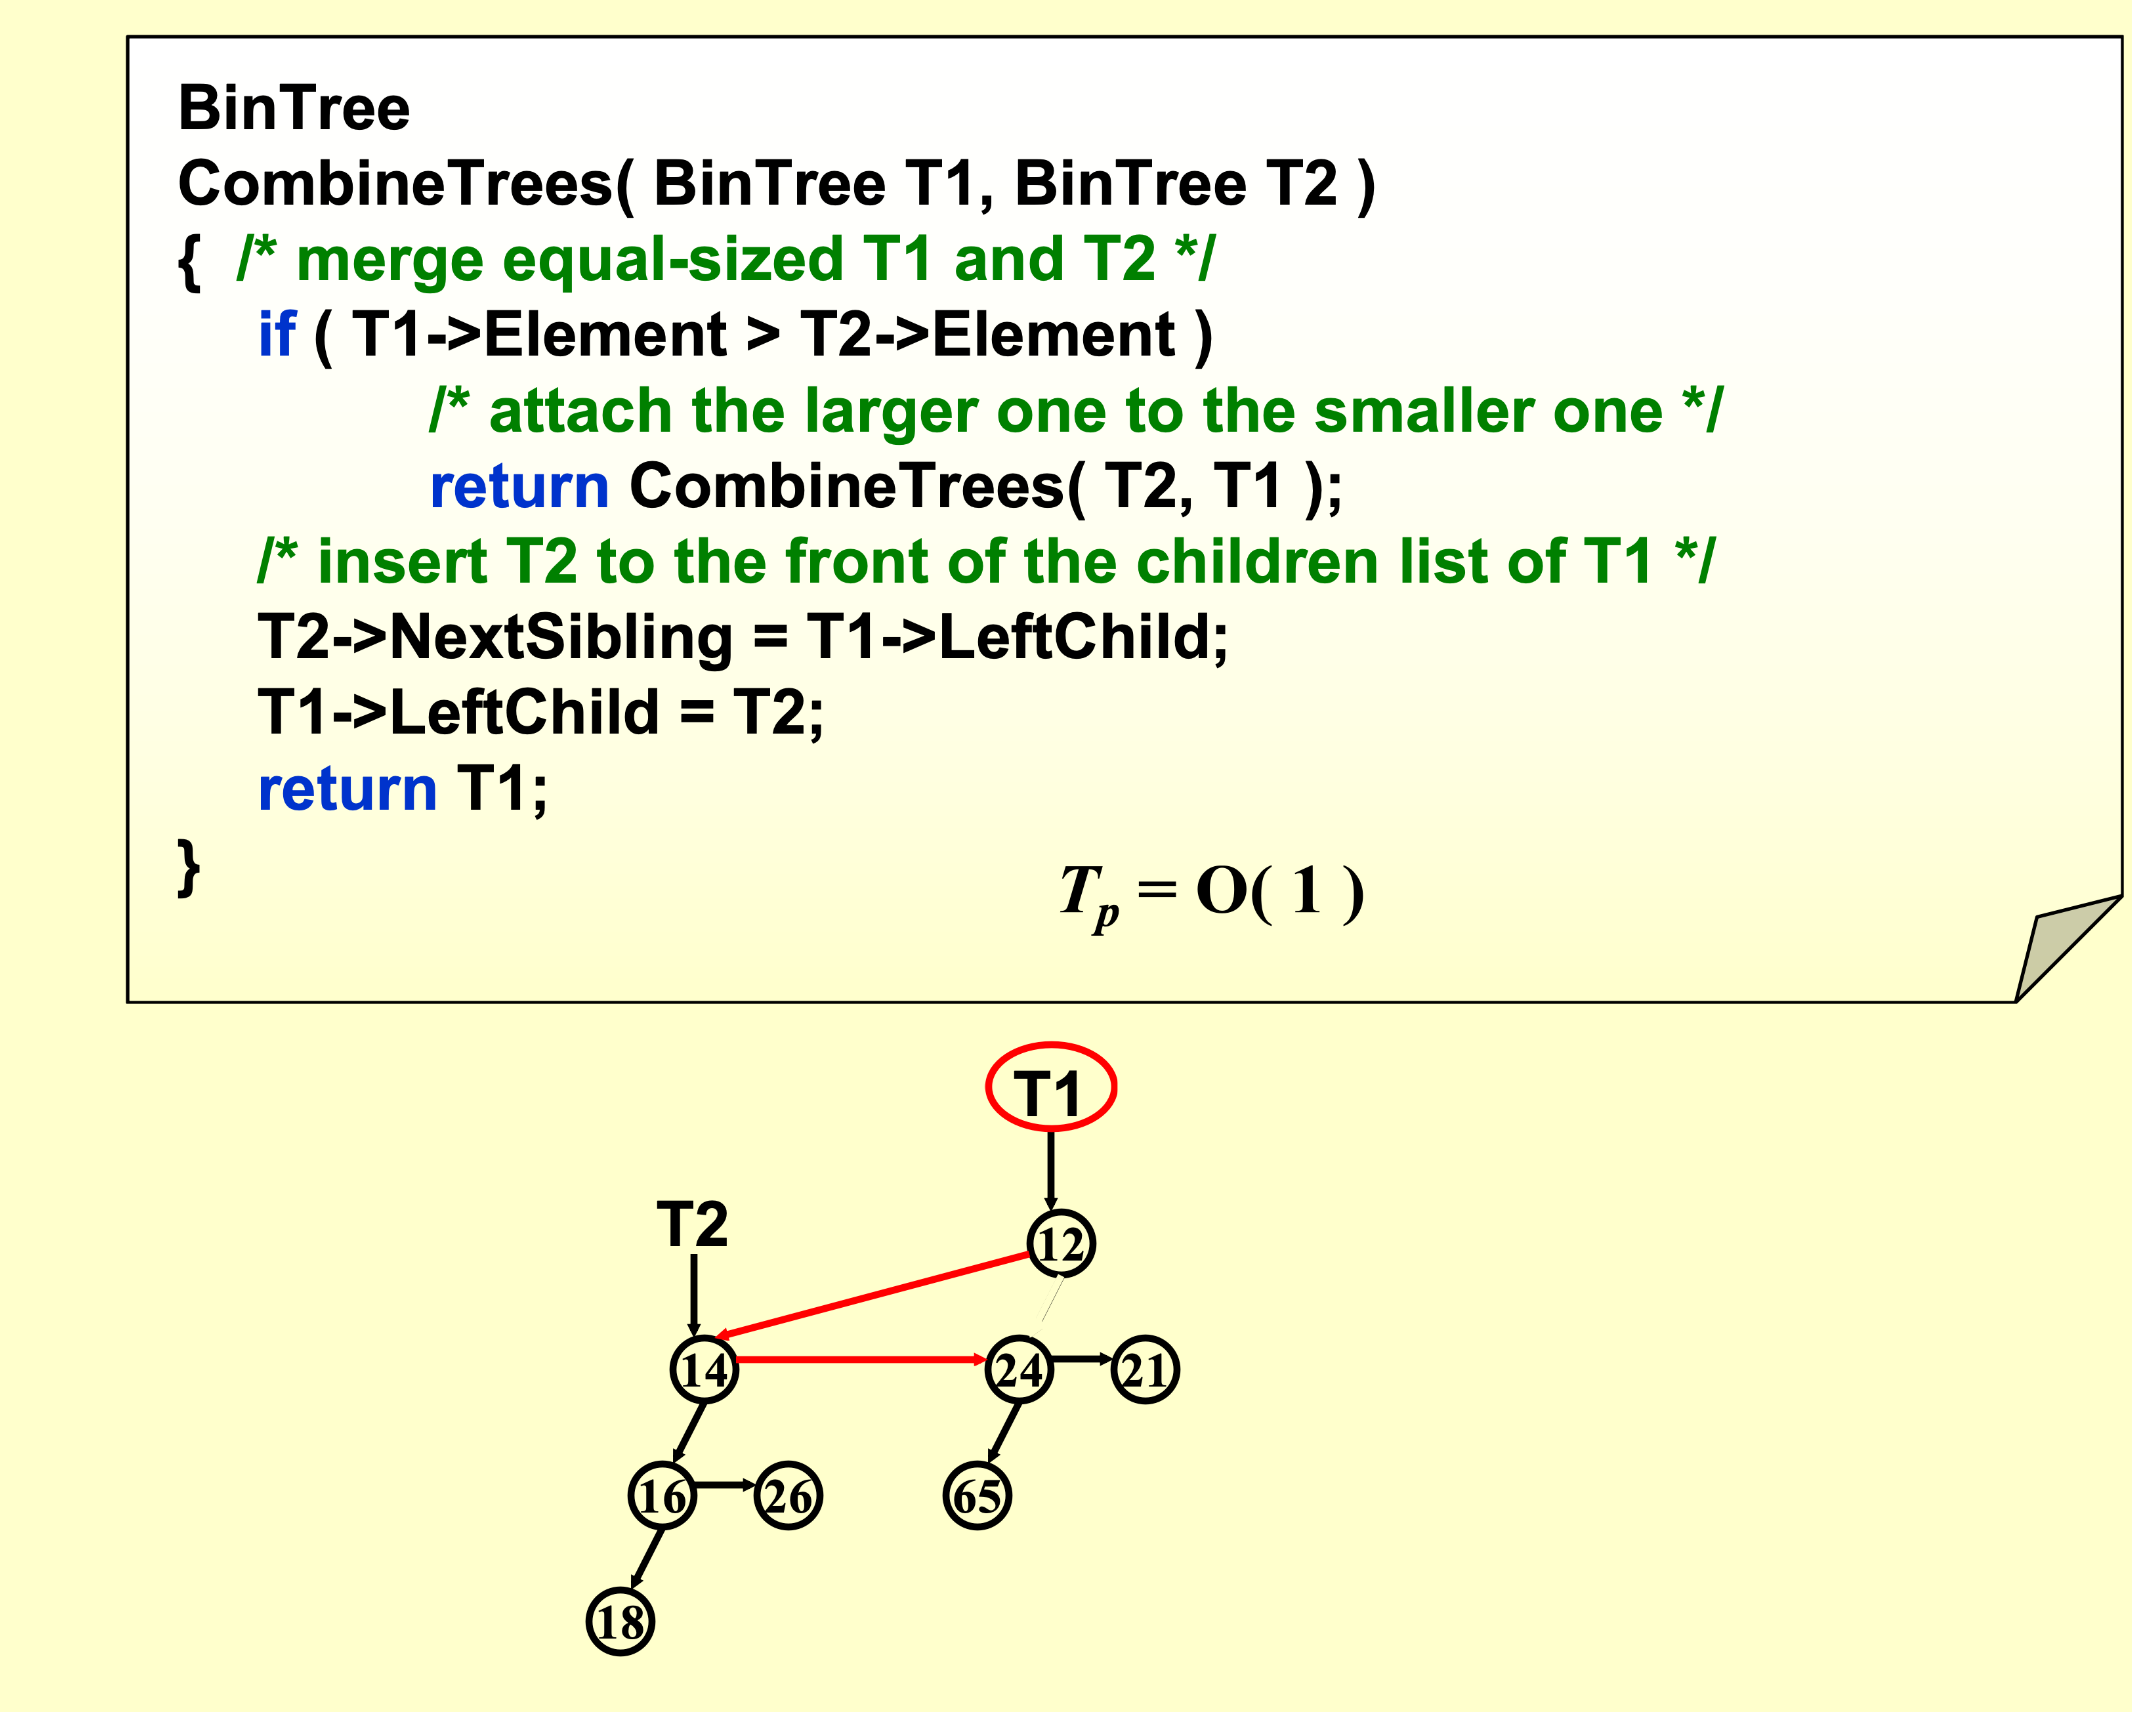 BinTree
CombineTrees( BinTree T1, BinTree T2 )
{ /* merge equal-sized T1 and T2 */
if ( T1->Element > T2->Element )
/* attach the larger one to the smaller one */
return CombineTrees( T2, T1 );
/* insert T2 to the front of the children list of T1 */
T2->NextSibling = T1->LeftChild;
T1->LeftChild = T2;
return T1;
}
Tp = O( 1 )
T1
T2
12
14
24
21
16
26
65
18